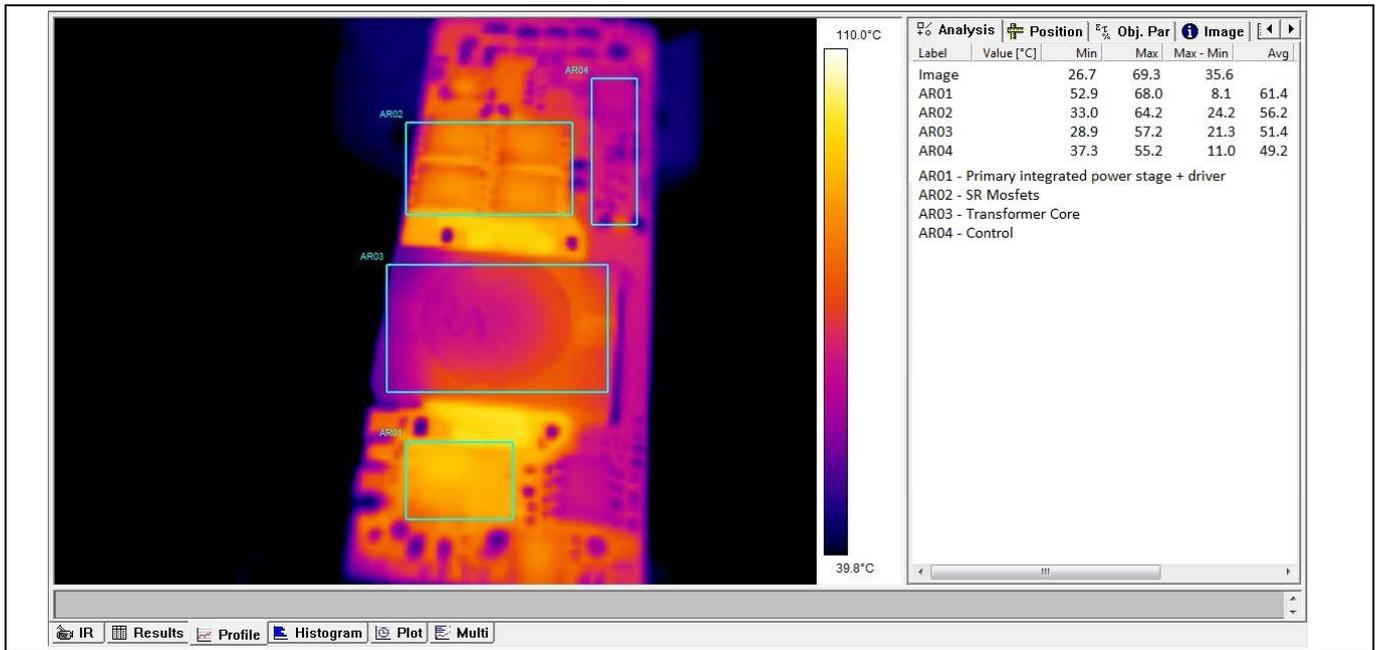 110.0°C
39.8°C
AR04
AR02
AR03
AR01
Analysis Position Obj. Par Image
Label Value [°C] Min Max Max - Min Avg
Image 26.7 69.3 35.6
AR01 52.9 68.0 8.1 61.4
AR02 33.0 64.2 24.2 56.2
AR03 28.9 57.2 21.3 51.4
AR04 37.3 55.2 11.0 49.2
AR01 - Primary integrated power stage + driver
AR02 - SR Mosfets
AR03 - Transformer Core
AR04 - Control
IR Results Profile Histogram Plot Multi